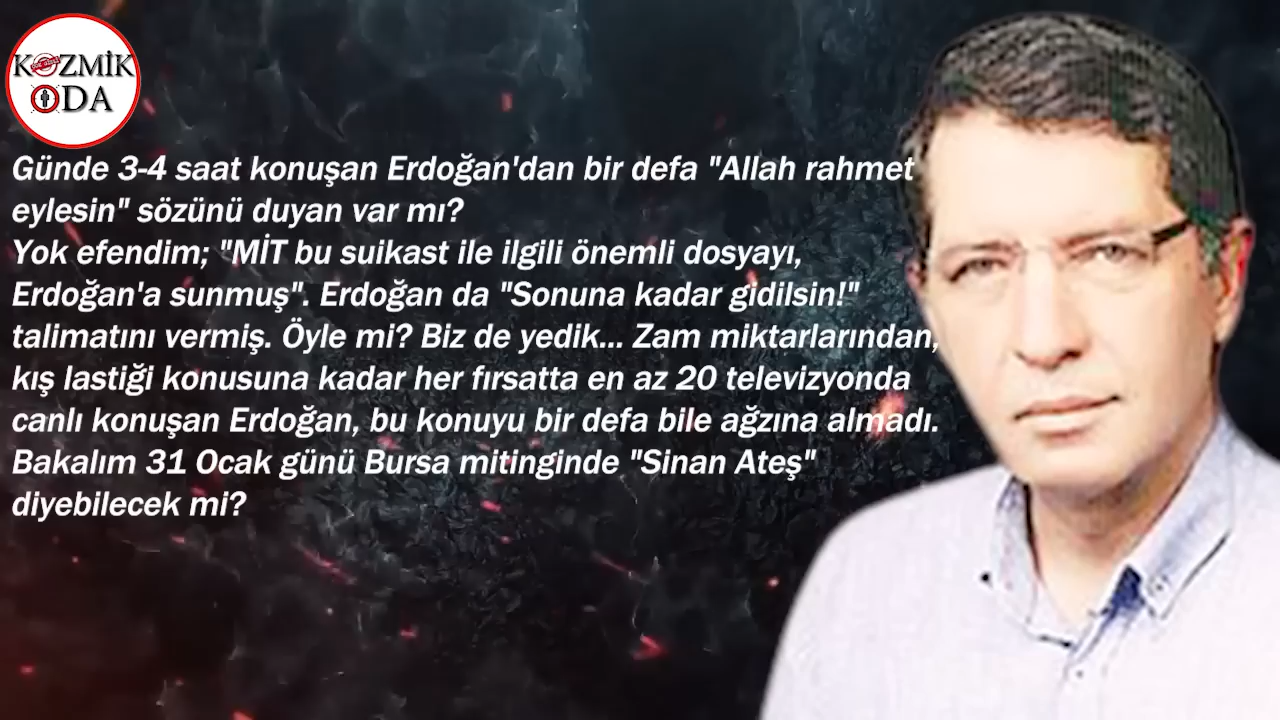 KOZMİK
ODA
Günde 3-4 saat konuşan Erdoğan'dan bir defa "Allah rahmet
eylesin" sözünü duyan var mı?
Yok efendim; "MİT bu suikast ile ilgili önemli dosyayı,
Erdoğan'a sunmuş". Erdoğan da "Sonuna kadar gidilsin!"
talimatını vermiş. Öyle mi? Biz de yedik... Zam miktarlarından,
kış lastiği konusuna kadar her fırsatta en az 20 televizyonda
canlı konuşan Erdoğan, bu konuyu bir defa bile ağzına almadı.
Bakalım 31 Ocak günü Bursa mitinginde "Sinan Ateş"
diyebilecek mi?